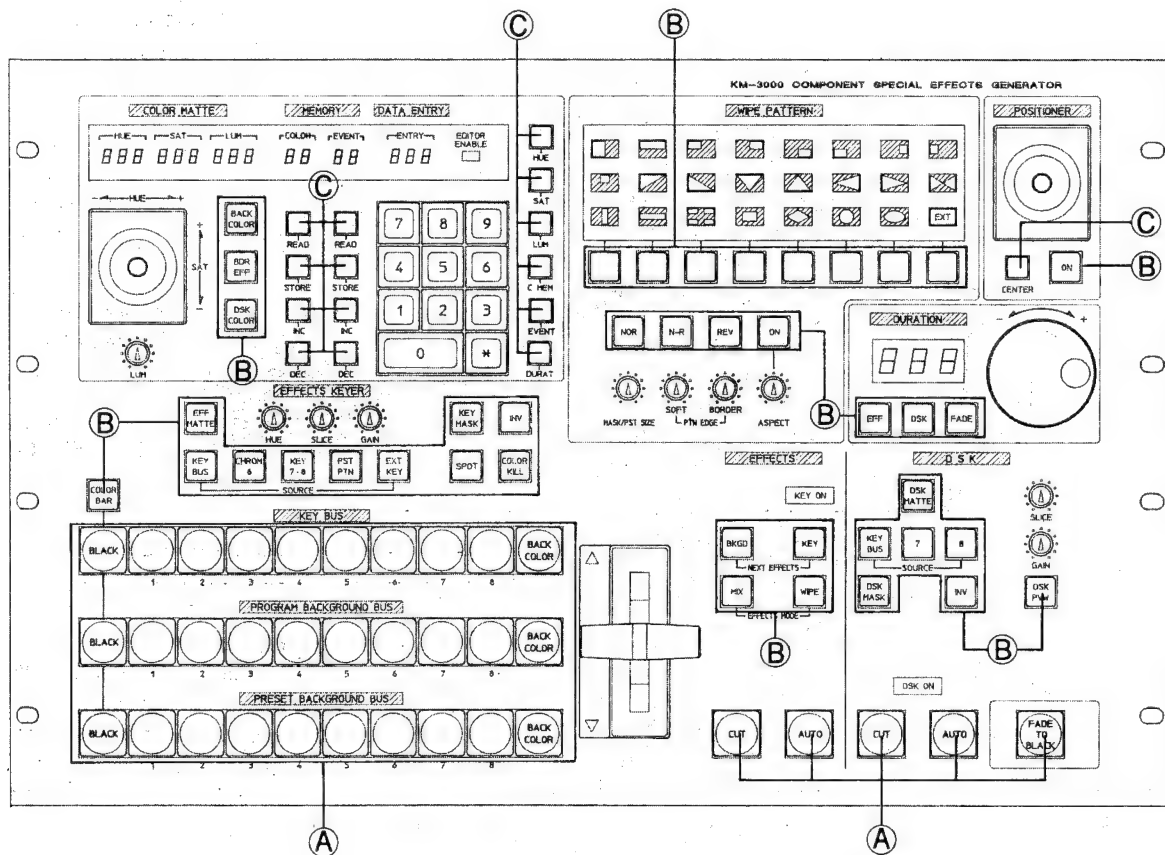 C
B
KM-3000 COMPONENT SPECIAL EFFECTS GENERATOR
COLOR MATTE MEMORY DATA ENTRY
WIPE PATTERN
POSITIONER
HUE SAT LUM COLOR EVENT ENTRY EDITOR ENABLE
HUE
SAT
LUM
C MEM
EVENT
DURAT
- HUE +
+
SAT
-
LUM
BACK COLOR
BDR EFF
DSK COLOR
B
C
READ READ
STORE STORE
INC INC
DEC DEC
7 8 9
4 5 6
1 2 3
0 *
EXT
CENTER
ON
C
B
NOR N-R REV ON
MASK/PST SIZE SOFT BORDER ASPECT
PTN EDGE
B
DURATION
- +
EFF DSK FADE
EFFECTS KEYER
B
EFF MATTE
HUE SLICE GAIN
KEY MASK INV
KEY BUS CHROM 6 KEY 7-8 PST PTN EXT KEY SPOT COLOR KILL
SOURCE
COLOR BAR
KEY BUS
BLACK BACK COLOR
1 2 3 4 5 6 7 8
PROGRAM BACKGROUND BUS
BLACK BACK COLOR
1 2 3 4 5 6 7 8
PRESET BACKGROUND BUS
BLACK BACK COLOR
1 2 3 4 5 6 7 8
A
EFFECTS
KEY ON
BKGD KEY
NEXT EFFECTS
MIX WIPE
EFFECTS MODE
B
CUT AUTO
DSK
DSK MATTE
SLICE
KEY BUS 7 8
SOURCE
GAIN
DSK MASK INV DSK PVW
B
DSK ON
CUT AUTO FADE TO BLACK
A